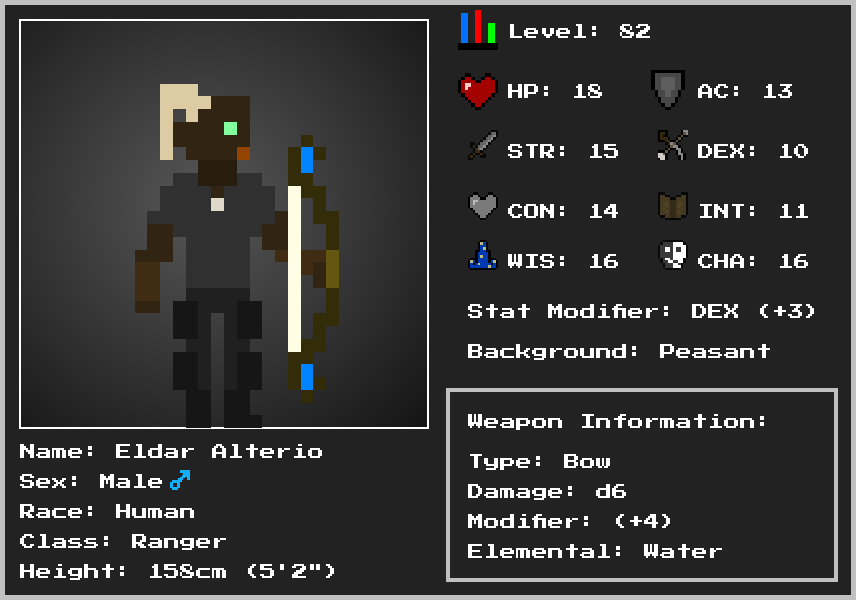 Level: 82
HP: 18 AC: 13
STR: 15 DEX: 10
CON: 14 INT: 11
WIS: 16 CHA: 16
Stat Modifier: DEX (+3)
Background: Peasant
Weapon Information:
Type: Bow
Damage: d6
Modifier: (+4)
Elemental: Water
Name: Eldar Alterio
Sex: Male ♂
Race: Human
Class: Ranger
Height: 158cm (5'2")